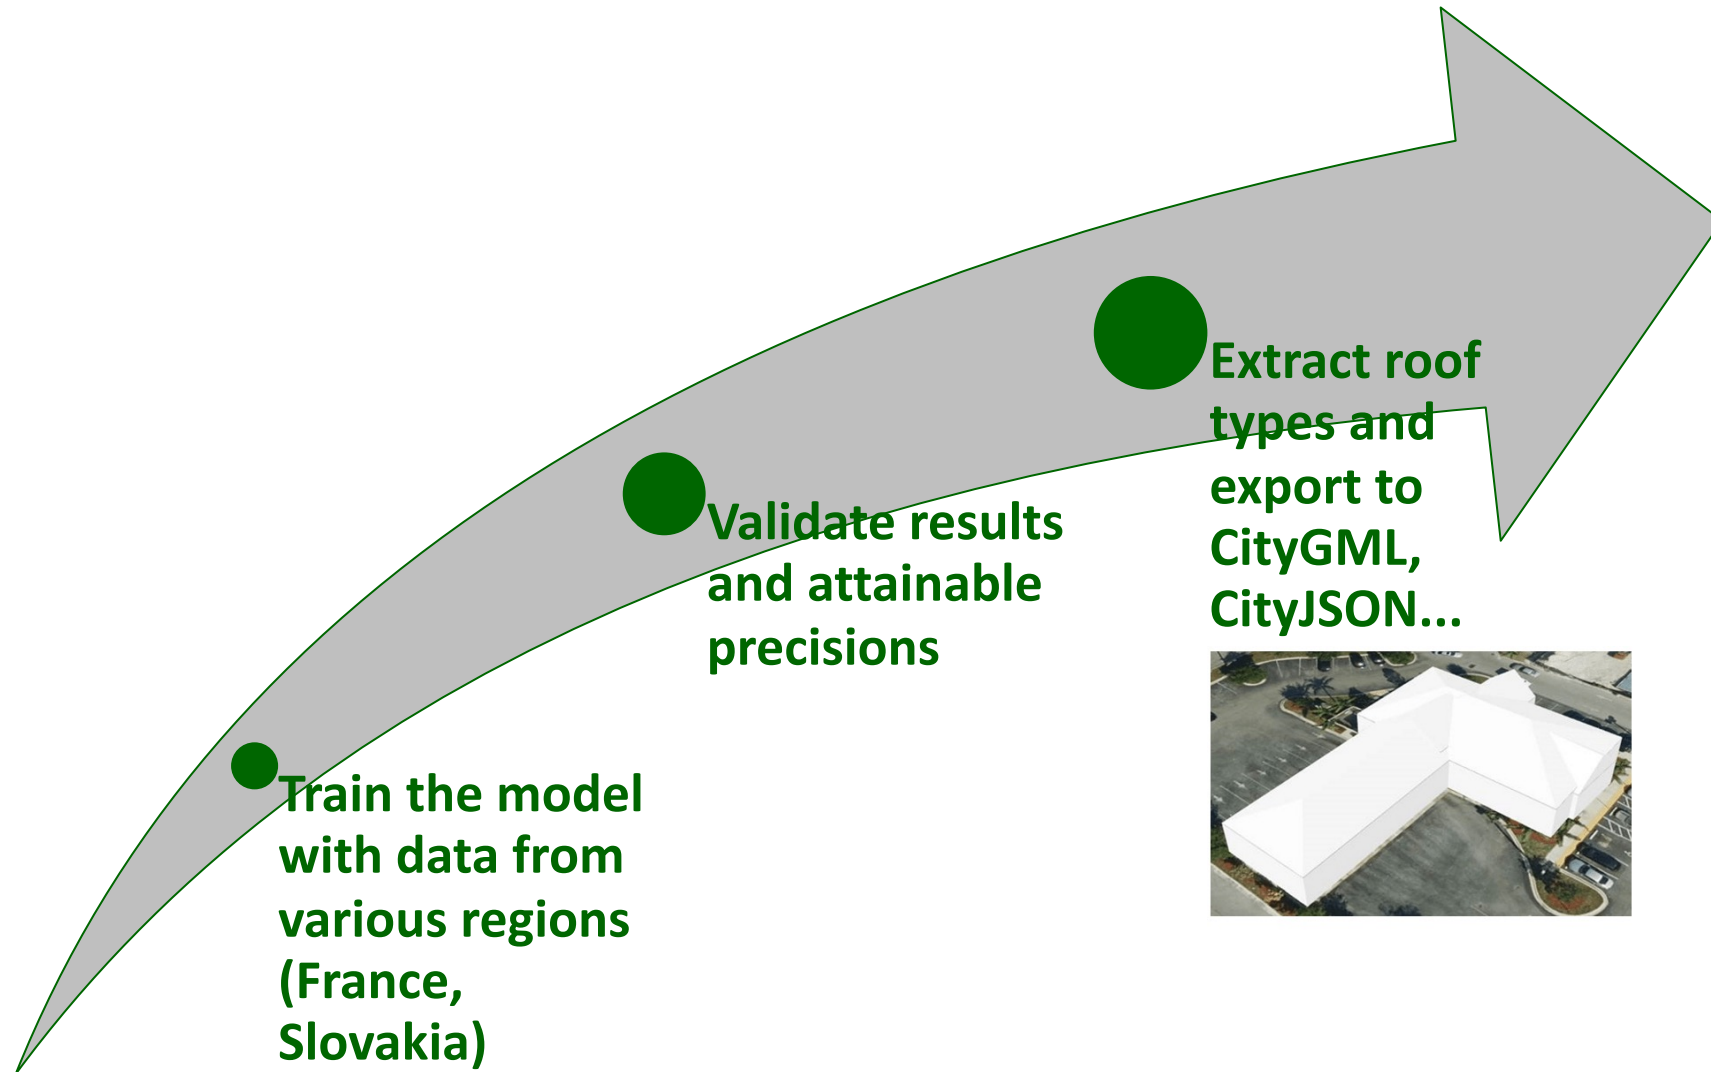 Extract roof
types and
export to
CityGML,
CityJSON...
Validate results
and attainable
precisions
Train the model
with data from
various regions
(France,
Slovakia)